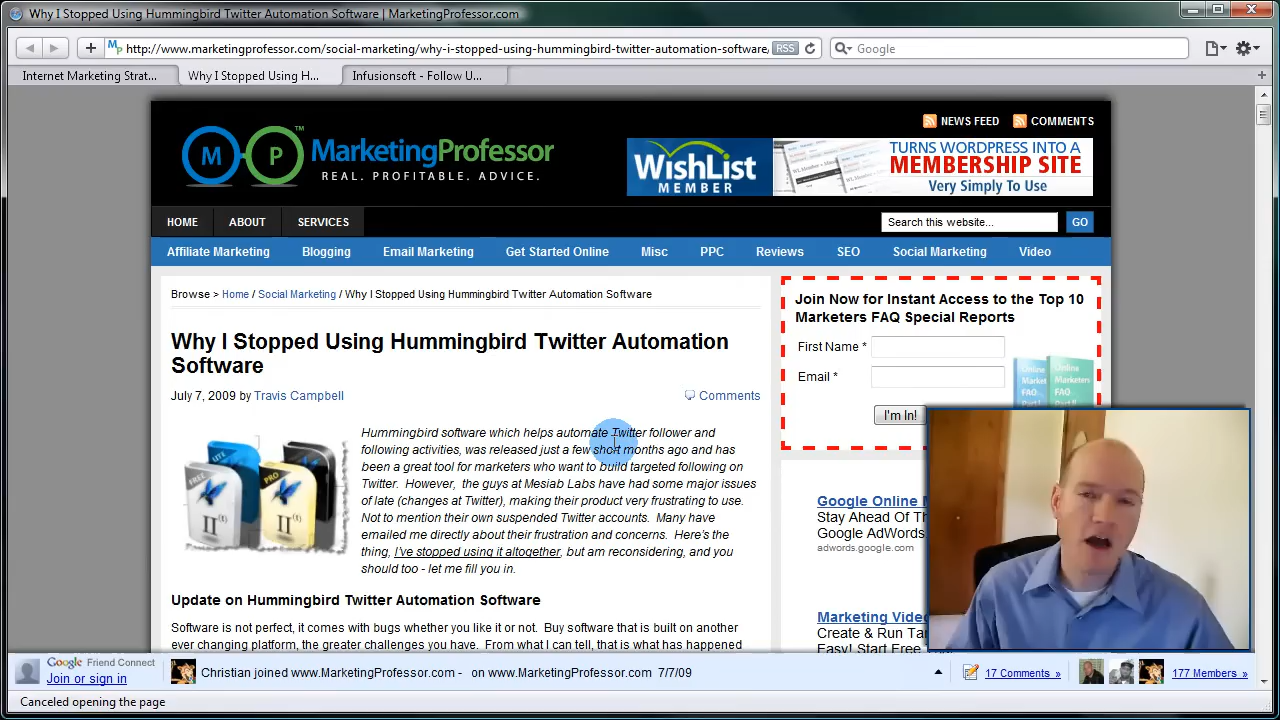 Why I Stopped Using Hummingbird Twitter Automation Software | MarketingProfessor.com
http://www.marketingprofessor.com/social-marketing/why-i-stopped-using-hummingbird-twitter-automation-software/
RSS
Google
Internet Marketing Strat...
Why I Stopped Using H...
Infusionsoft - Follow U...
NEWS FEED
COMMENTS
M P ™
MarketingProfessor
REAL. PROFITABLE. ADVICE.
WishList
MEMBER
TURNS WORDPRESS INTO A
MEMBERSHIP SITE
Very Simply To Use
HOME ABOUT SERVICES
Search this website...
GO
Affiliate Marketing Blogging Email Marketing Get Started Online Misc PPC Reviews SEO Social Marketing Video
Browse > Home / Social Marketing / Why I Stopped Using Hummingbird Twitter Automation Software
Why I Stopped Using Hummingbird Twitter Automation
Software
July 7, 2009 by Travis Campbell
Comments
Hummingbird software which helps automate Twitter follower and
following activities, was released just a few short months ago and has
been a great tool for marketers who want to build targeted following on
Twitter. However, the guys at Mesiab Labs have had some major issues
of late (changes at Twitter), making their product very frustrating to use.
Not to mention their own suspended Twitter accounts. Many have
emailed me directly about their frustration and concerns. Here's the
thing, I've stopped using it altogether, but am reconsidering, and you
should too - let me fill you in.
FREE
LITE
PRO
Update on Hummingbird Twitter Automation Software
Software is not perfect, it comes with bugs whether you like it or not. Buy software that is built on another
ever changing platform, the greater challenges you have. From what I can tell, that is what has happened
Join Now for Instant Access to the Top 10
Marketers FAQ Special Reports
First Name *
Email *
I'm In!
Online
Market
FAQ
Online
Marketers
FAQ
Google Online M
Stay Ahead Of Th
Google AdWords.
adwords.google.com
Marketing Vide
Create & Run Ta
Easy! Start Free
Google Friend Connect
Join or sign in
Christian joined www.MarketingProfessor.com - on www.MarketingProfessor.com 7/7/09
17 Comments »
177 Members »
Canceled opening the page